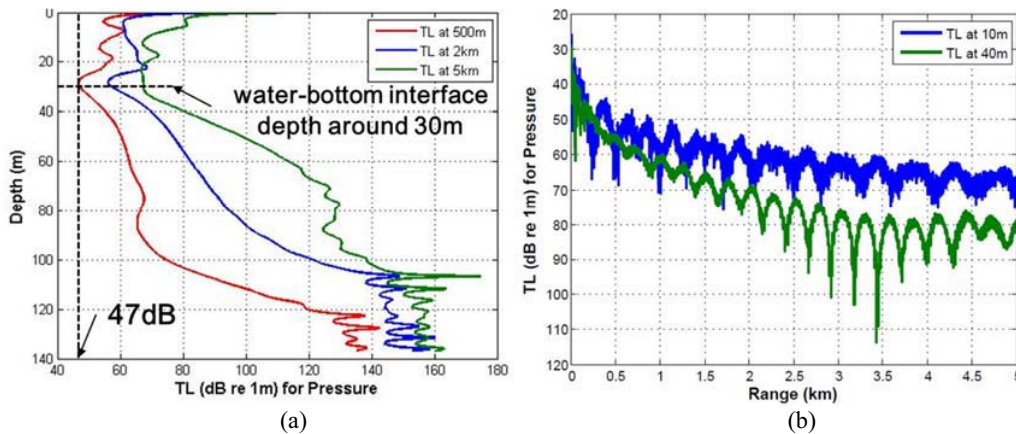 0
20
40
60
80
100
120
140
Depth (m)
TL at 500m
TL at 2km
TL at 5km
water-bottom interface
depth around 30m
47dB
40 60 80 100 120 140 160 180
TL (dB re 1m) for Pressure
(a)
20
30
40
50
60
70
80
90
100
110
120
TL (dB re 1m) for Pressure
TL at 10m
TL at 40m
0 0.5 1 1.5 2 2.5 3 3.5 4 4.5 5
Range (km)
(b)